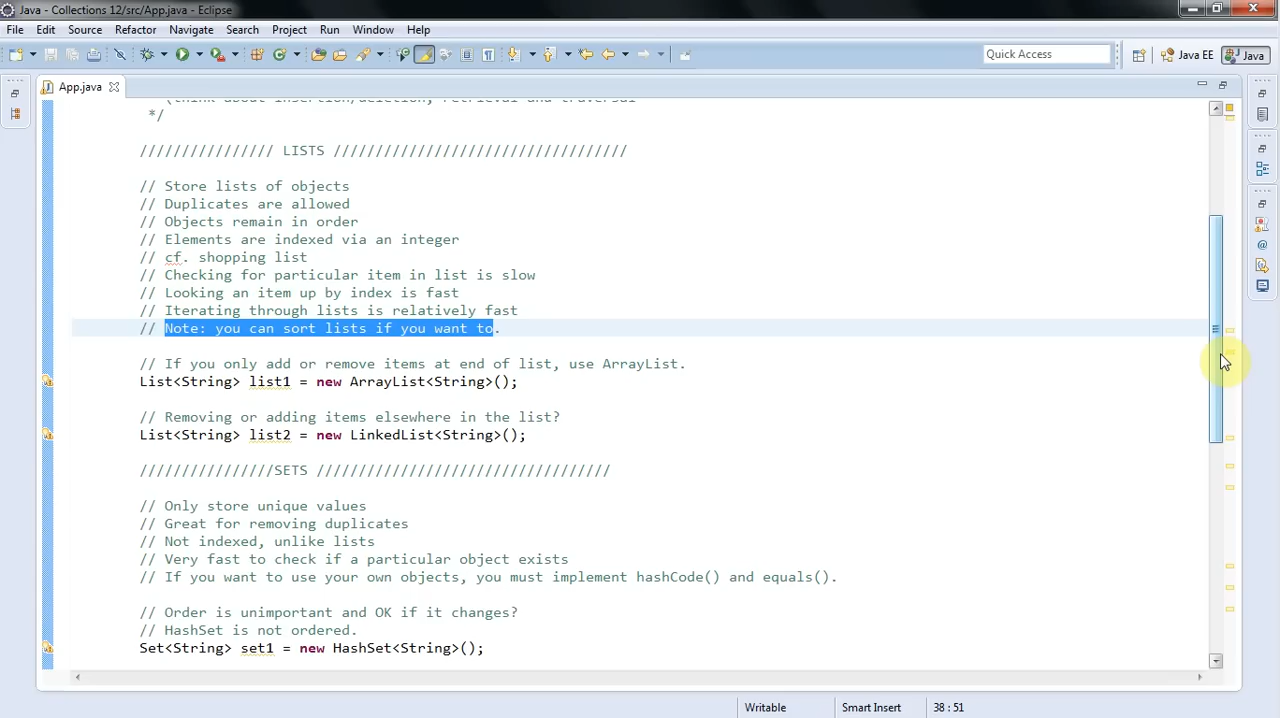 Java - Collections 12/src/App.java - Eclipse
File Edit Source Refactor Navigate Search Project Run Window Help
Quick Access
Java EE
Java
App.java
(think about insertion/deletion, retrieval and traversal
*/
/////////////// LISTS ///////////////////////////////////
// Store lists of objects
// Duplicates are allowed
// Objects remain in order
// Elements are indexed via an integer
// cf. shopping list
// Checking for particular item in list is slow
// Looking an item up by index is fast
// Iterating through lists is relatively fast
// Note: you can sort lists if you want to.
// If you only add or remove items at end of list, use ArrayList.
List<String> list1 = new ArrayList<String>();
// Removing or adding items elsewhere in the list?
List<String> list2 = new LinkedList<String>();
////////////////SETS ///////////////////////////////////
// Only store unique values
// Great for removing duplicates
// Not indexed, unlike lists
// Very fast to check if a particular object exists
// If you want to use your own objects, you must implement hashCode() and equals().
// Order is unimportant and OK if it changes?
// HashSet is not ordered.
Set<String> set1 = new HashSet<String>();
Writable
Smart Insert
38 : 51